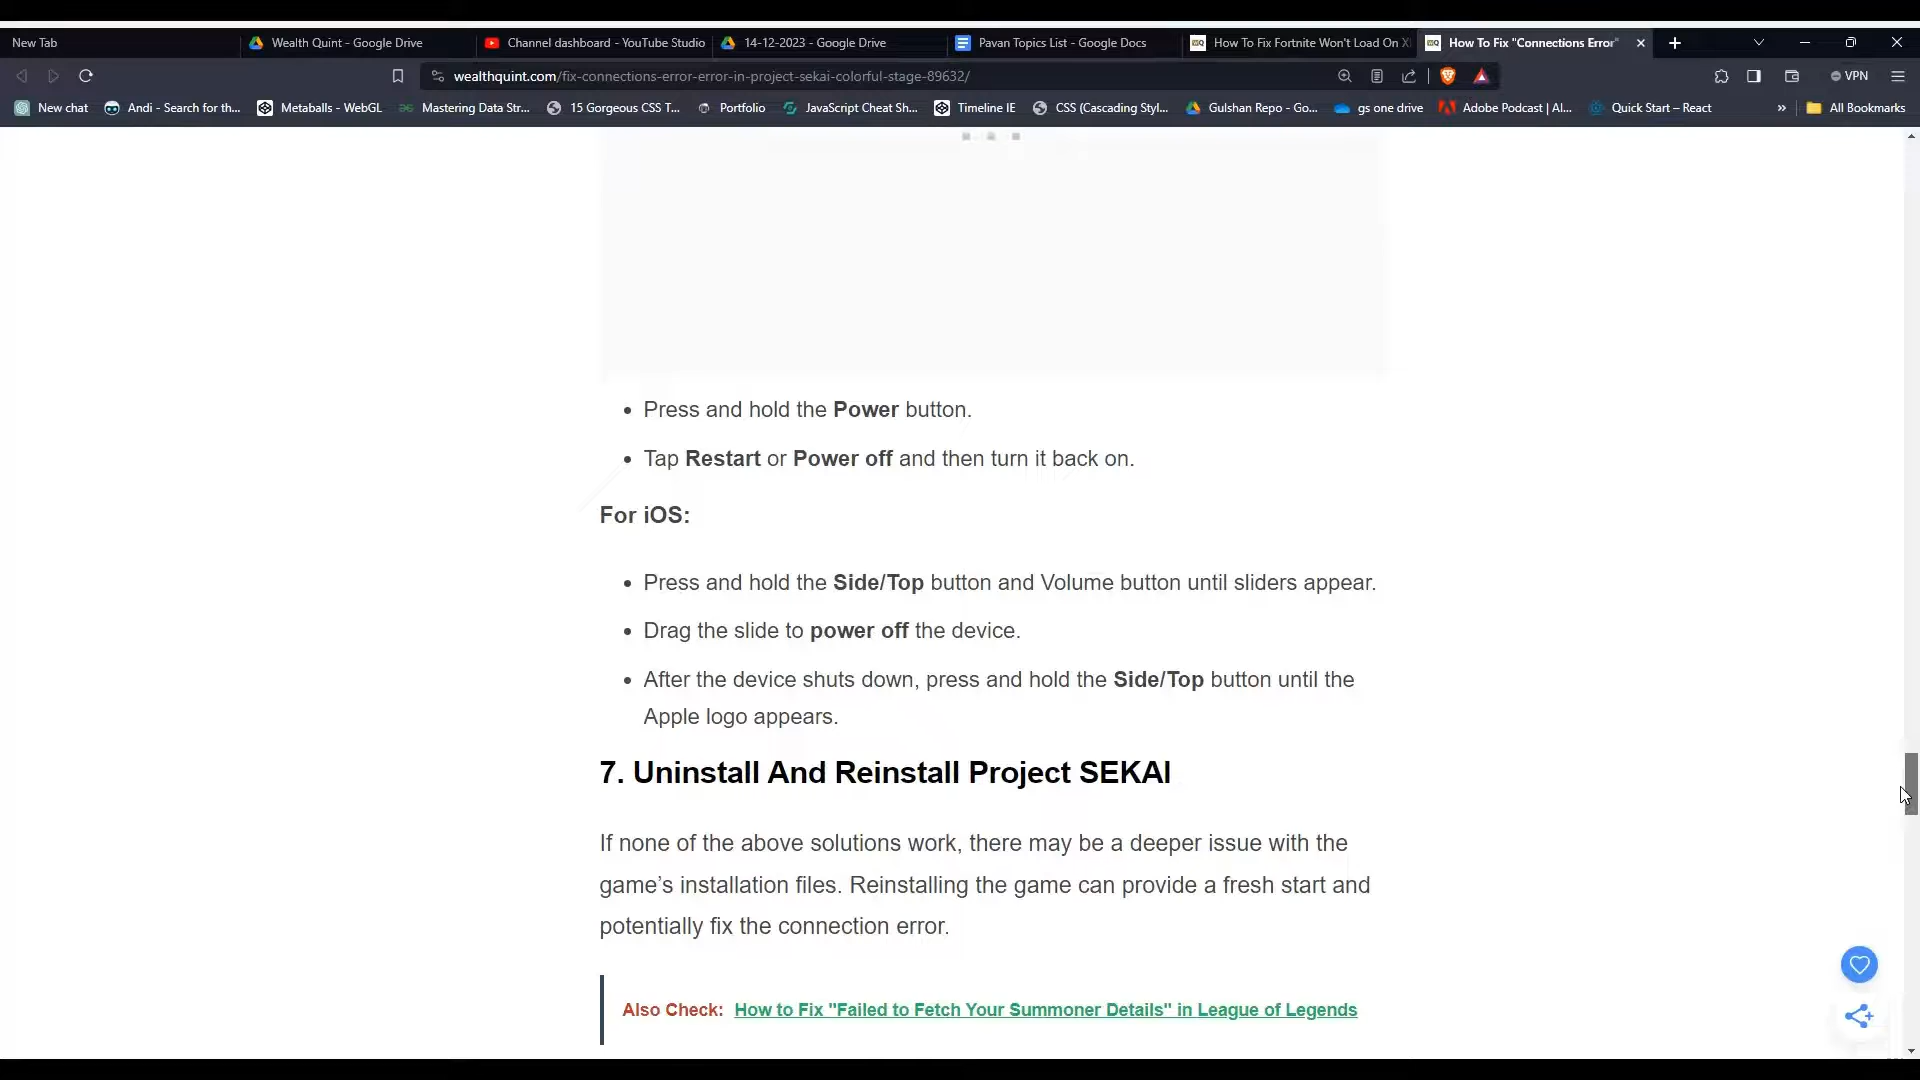 New Tab
Wealth Quint - Google Drive
Channel dashboard - YouTube Studio
14-12-2023 - Google Drive
Pavan Topics List - Google Docs
WQ
How To Fix Fortnite Won't Load On X
WQ
How To Fix "Connections Error"
wealthquint.com/fix-connections-error-error-in-project-sekai-colorful-stage-89632/
VPN
New chat
Andi - Search for th...
Metaballs - WebGL
Mastering Data Str...
15 Gorgeous CSS T...
Portfolio
JavaScript Cheat Sh...
Timeline IE
CSS (Cascading Styl...
Gulshan Repo - Go...
gs one drive
Adobe Podcast | Al...
Quick Start – React
»
All Bookmarks
• Press and hold the Power button.
• Tap Restart or Power off and then turn it back on.
For iOS:
• Press and hold the Side/Top button and Volume button until sliders appear.
• Drag the slide to power off the device.
• After the device shuts down, press and hold the Side/Top button until the
Apple logo appears.
7. Uninstall And Reinstall Project SEKAI
If none of the above solutions work, there may be a deeper issue with the
game’s installation files. Reinstalling the game can provide a fresh start and
potentially fix the connection error.
Also Check: How to Fix "Failed to Fetch Your Summoner Details" in League of Legends